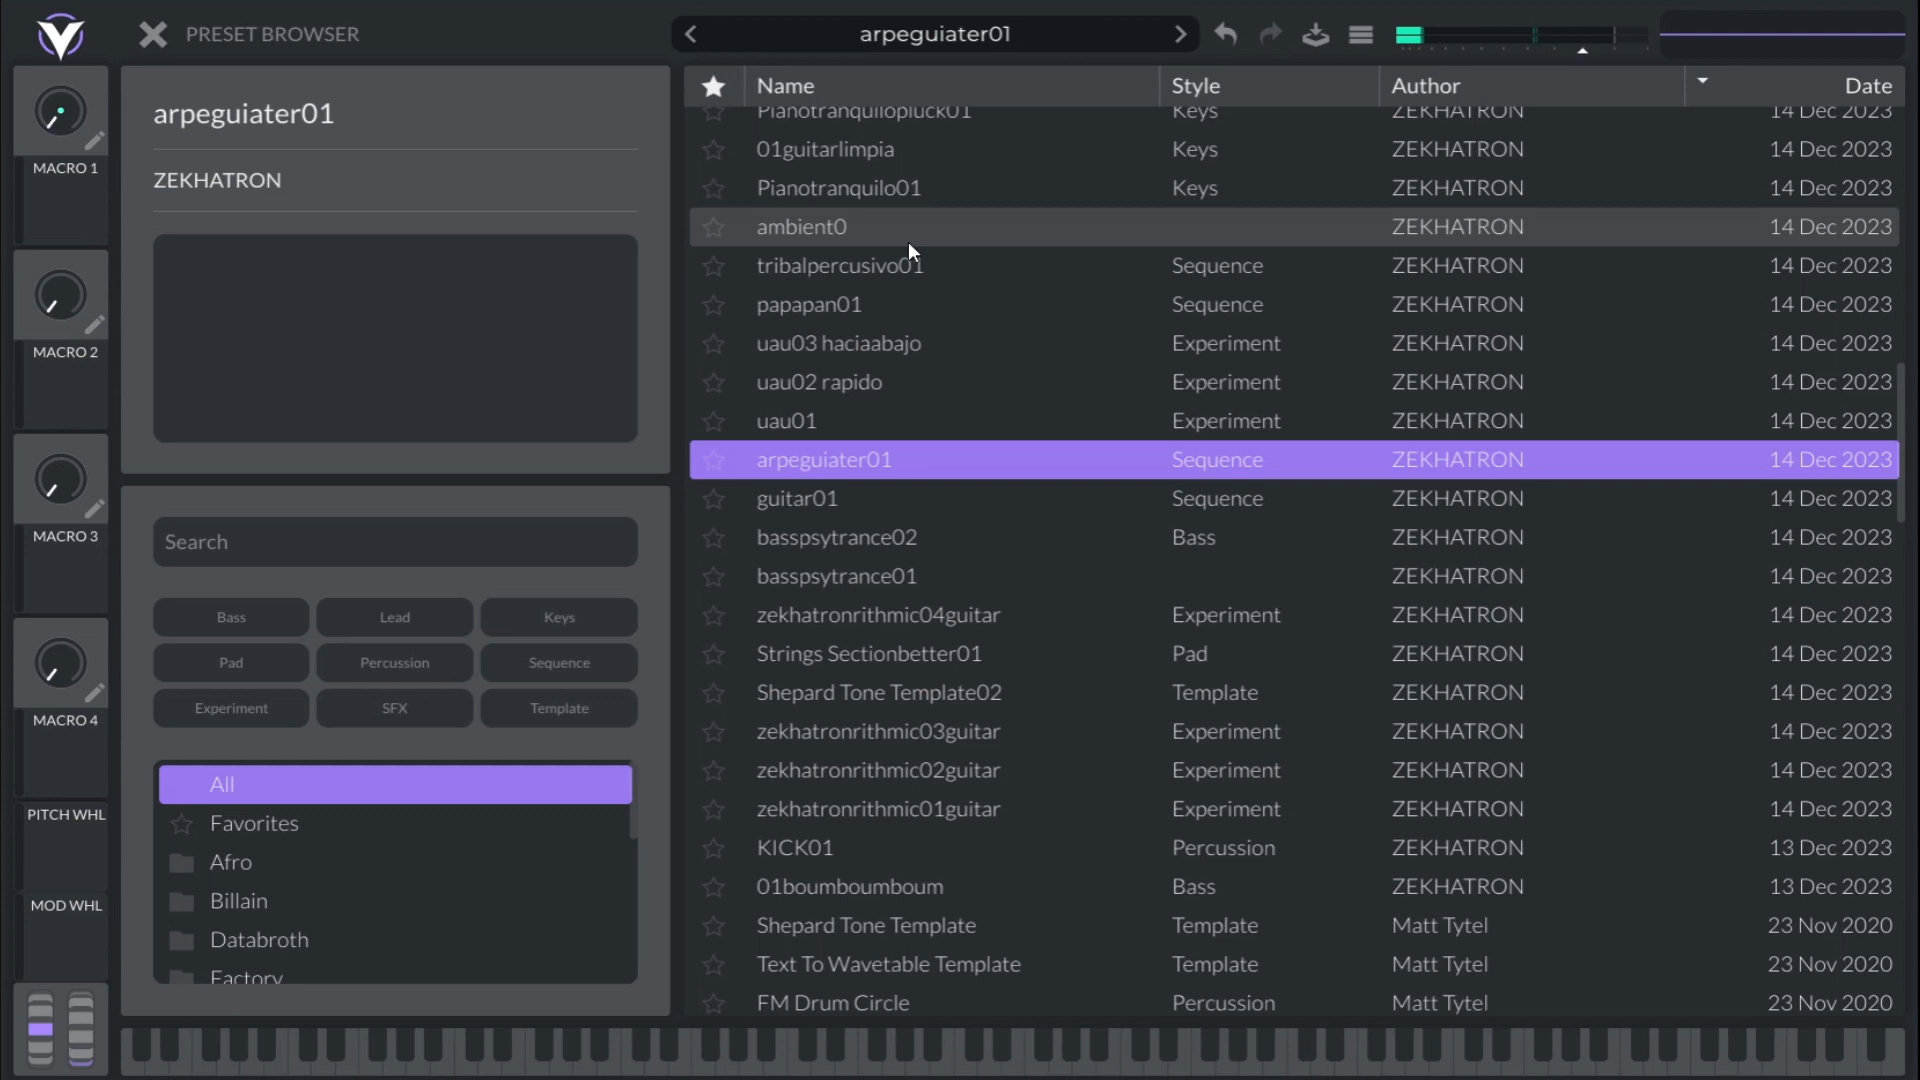 PRESET BROWSER
arpeguiater01
arpeguiater01
ZEKHATRON
MACRO 1
MACRO 2
MACRO 3
MACRO 4
PITCH WHL
MOD WHL
Search
Bass Lead Keys
Pad Percussion Sequence
Experiment SFX Template
All
Favorites
Afro
Billain
Databroth
Factory
Name Style Author Date
Pianotranquilopluck01 Keys ZEKHATRON 14 Dec 2023
01guitarlimpia Keys ZEKHATRON 14 Dec 2023
Pianotranquilo01 Keys ZEKHATRON 14 Dec 2023
ambient0 ZEKHATRON 14 Dec 2023
tribalpercusivo01 Sequence ZEKHATRON 14 Dec 2023
papapan01 Sequence ZEKHATRON 14 Dec 2023
uau03 haciaabajo Experiment ZEKHATRON 14 Dec 2023
uau02 rapido Experiment ZEKHATRON 14 Dec 2023
uau01 Experiment ZEKHATRON 14 Dec 2023
arpeguiater01 Sequence ZEKHATRON 14 Dec 2023
guitar01 Sequence ZEKHATRON 14 Dec 2023
basspsytrance02 Bass ZEKHATRON 14 Dec 2023
basspsytrance01 ZEKHATRON 14 Dec 2023
zekhatronrithmic04guitar Experiment ZEKHATRON 14 Dec 2023
Strings Sectionbetter01 Pad ZEKHATRON 14 Dec 2023
Shepard Tone Template02 Template ZEKHATRON 14 Dec 2023
zekhatronrithmic03guitar Experiment ZEKHATRON 14 Dec 2023
zekhatronrithmic02guitar Experiment ZEKHATRON 14 Dec 2023
zekhatronrithmic01guitar Experiment ZEKHATRON 14 Dec 2023
KICK01 Percussion ZEKHATRON 13 Dec 2023
01boumboumboum Bass ZEKHATRON 13 Dec 2023
Shepard Tone Template Template Matt Tytel 23 Nov 2020
Text To Wavetable Template Template Matt Tytel 23 Nov 2020
FM Drum Circle Percussion Matt Tytel 23 Nov 2020